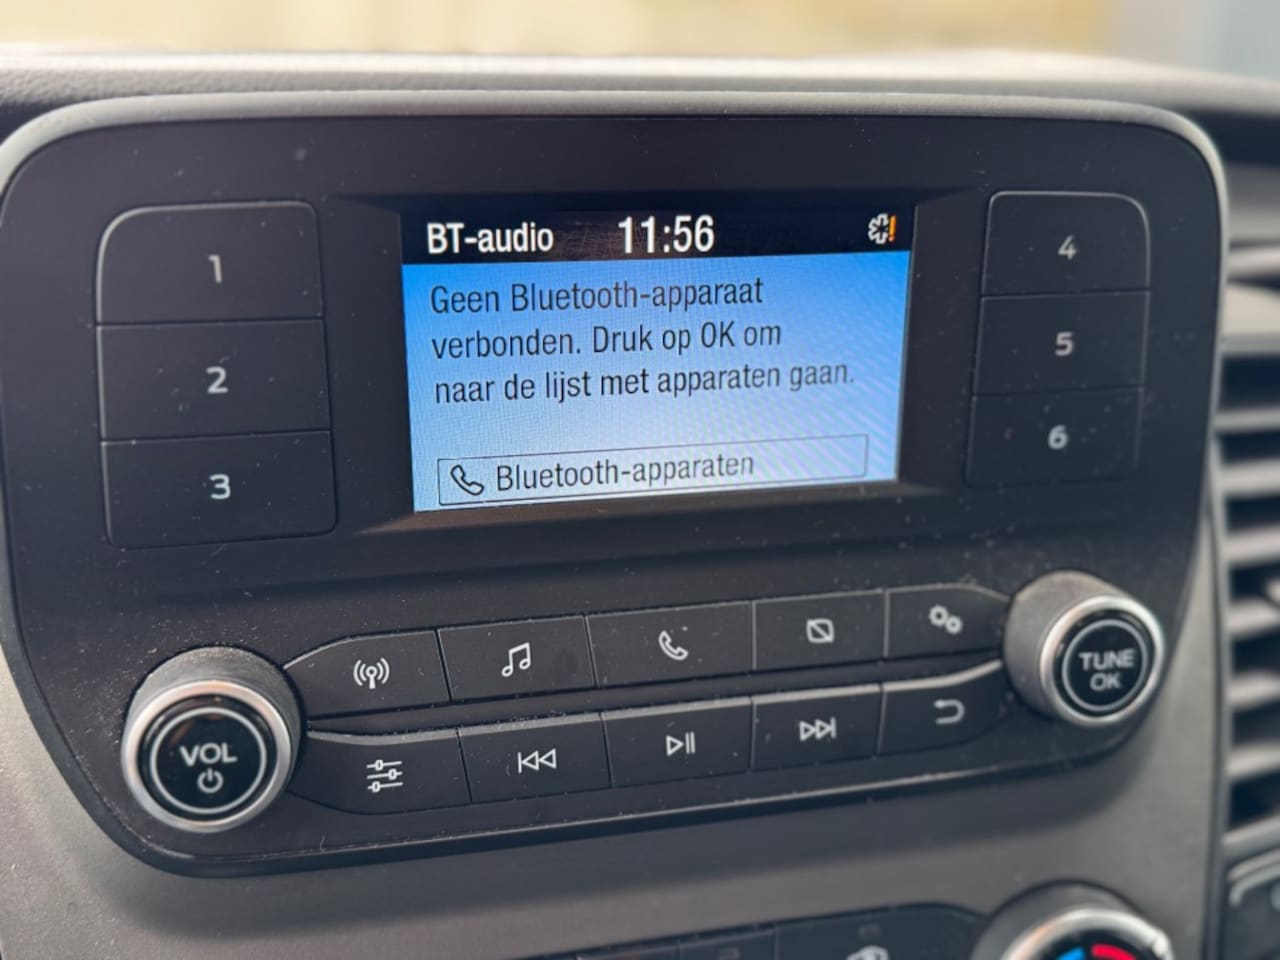 BT-audio 11:56
Geen Bluetooth-apparaat
verbonden. Druk op OK om
naar de lijst met apparaten gaan.
Bluetooth-apparaten
1
2
3
4
5
6
VOL
TUNE
OK